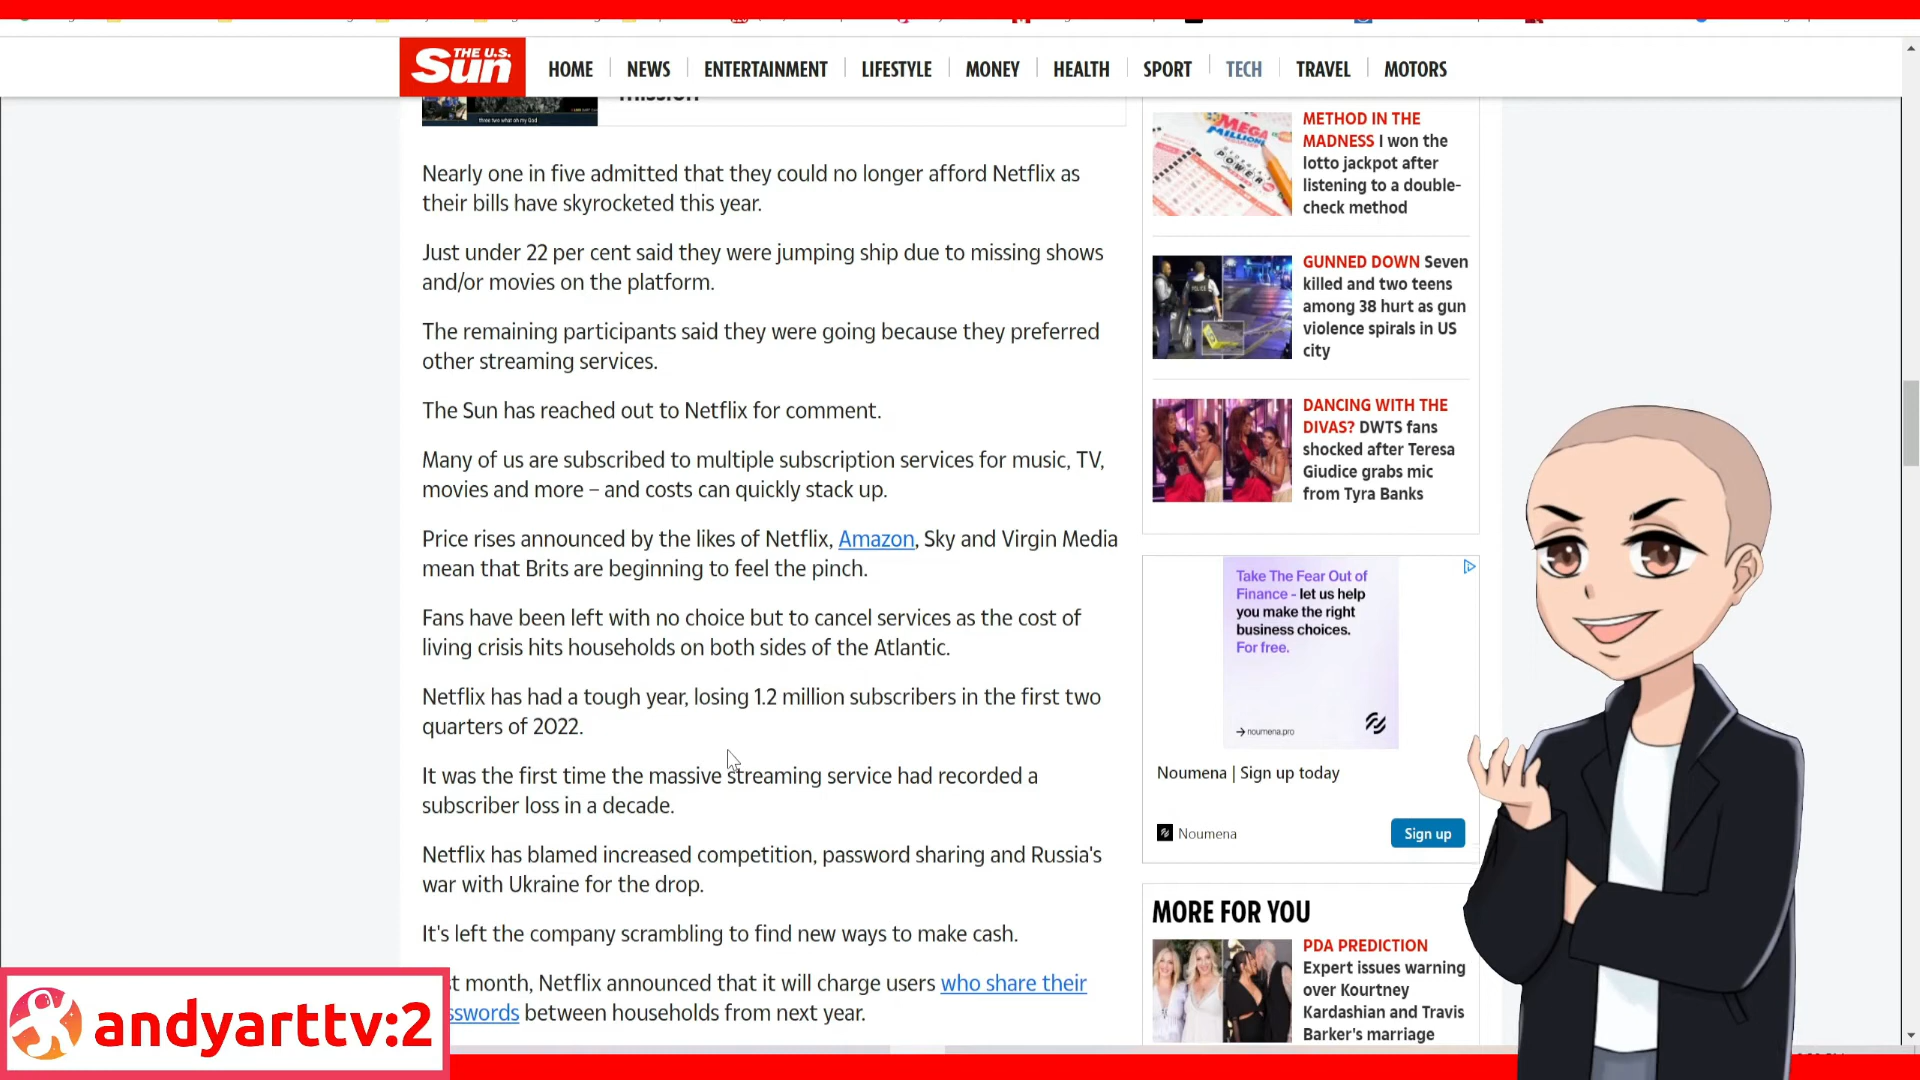 THE U.S.
Sun
HOME
NEWS
ENTERTAINMENT
LIFESTYLE
MONEY
HEALTH
SPORT
TECH
TRAVEL
MOTORS
three two what oh my God
mission
Nearly one in five admitted that they could no longer afford Netflix as
their bills have skyrocketed this year.
Just under 22 per cent said they were jumping ship due to missing shows
and/or movies on the platform.
The remaining participants said they were going because they preferred
other streaming services.
The Sun has reached out to Netflix for comment.
Many of us are subscribed to multiple subscription services for music, TV,
movies and more – and costs can quickly stack up.
Price rises announced by the likes of Netflix, Amazon, Sky and Virgin Media
mean that Brits are beginning to feel the pinch.
Fans have been left with no choice but to cancel services as the cost of
living crisis hits households on both sides of the Atlantic.
Netflix has had a tough year, losing 1.2 million subscribers in the first two
quarters of 2022.
It was the first time the massive streaming service had recorded a
subscriber loss in a decade.
Netflix has blamed increased competition, password sharing and Russia's
war with Ukraine for the drop.
It's left the company scrambling to find new ways to make cash.
st month, Netflix announced that it will charge users who share their
sswords between households from next year.
MEGA
MILLIONS
POWER
METHOD IN THE
MADNESS I won the
lotto jackpot after
listening to a double-
check method
POLICE
GUNNED DOWN Seven
killed and two teens
among 38 hurt as gun
violence spirals in US
city
DANCING WITH THE
DIVAS? DWTS fans
shocked after Teresa
Giudice grabs mic
from Tyra Banks
Take The Fear Out of
Finance - let us help
you make the right
business choices.
For free.
noumena.pro
Noumena | Sign up today
Noumena
Sign up
MORE FOR YOU
PDA PREDICTION
Expert issues warning
over Kourtney
Kardashian and Travis
Barker's marriage
andyarttv:2